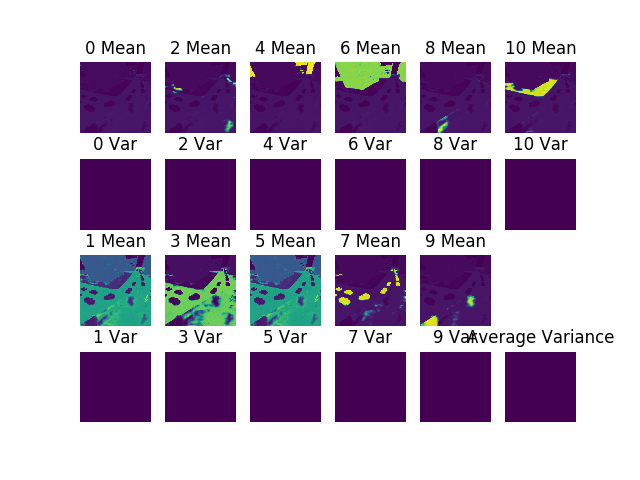 0 Mean 2 Mean 4 Mean 6 Mean 8 Mean 10 Mean
0 Var 2 Var 4 Var 6 Var 8 Var 10 Var
1 Mean 3 Mean 5 Mean 7 Mean 9 Mean
1 Var 3 Var 5 Var 7 Var 9 Var Average Variance